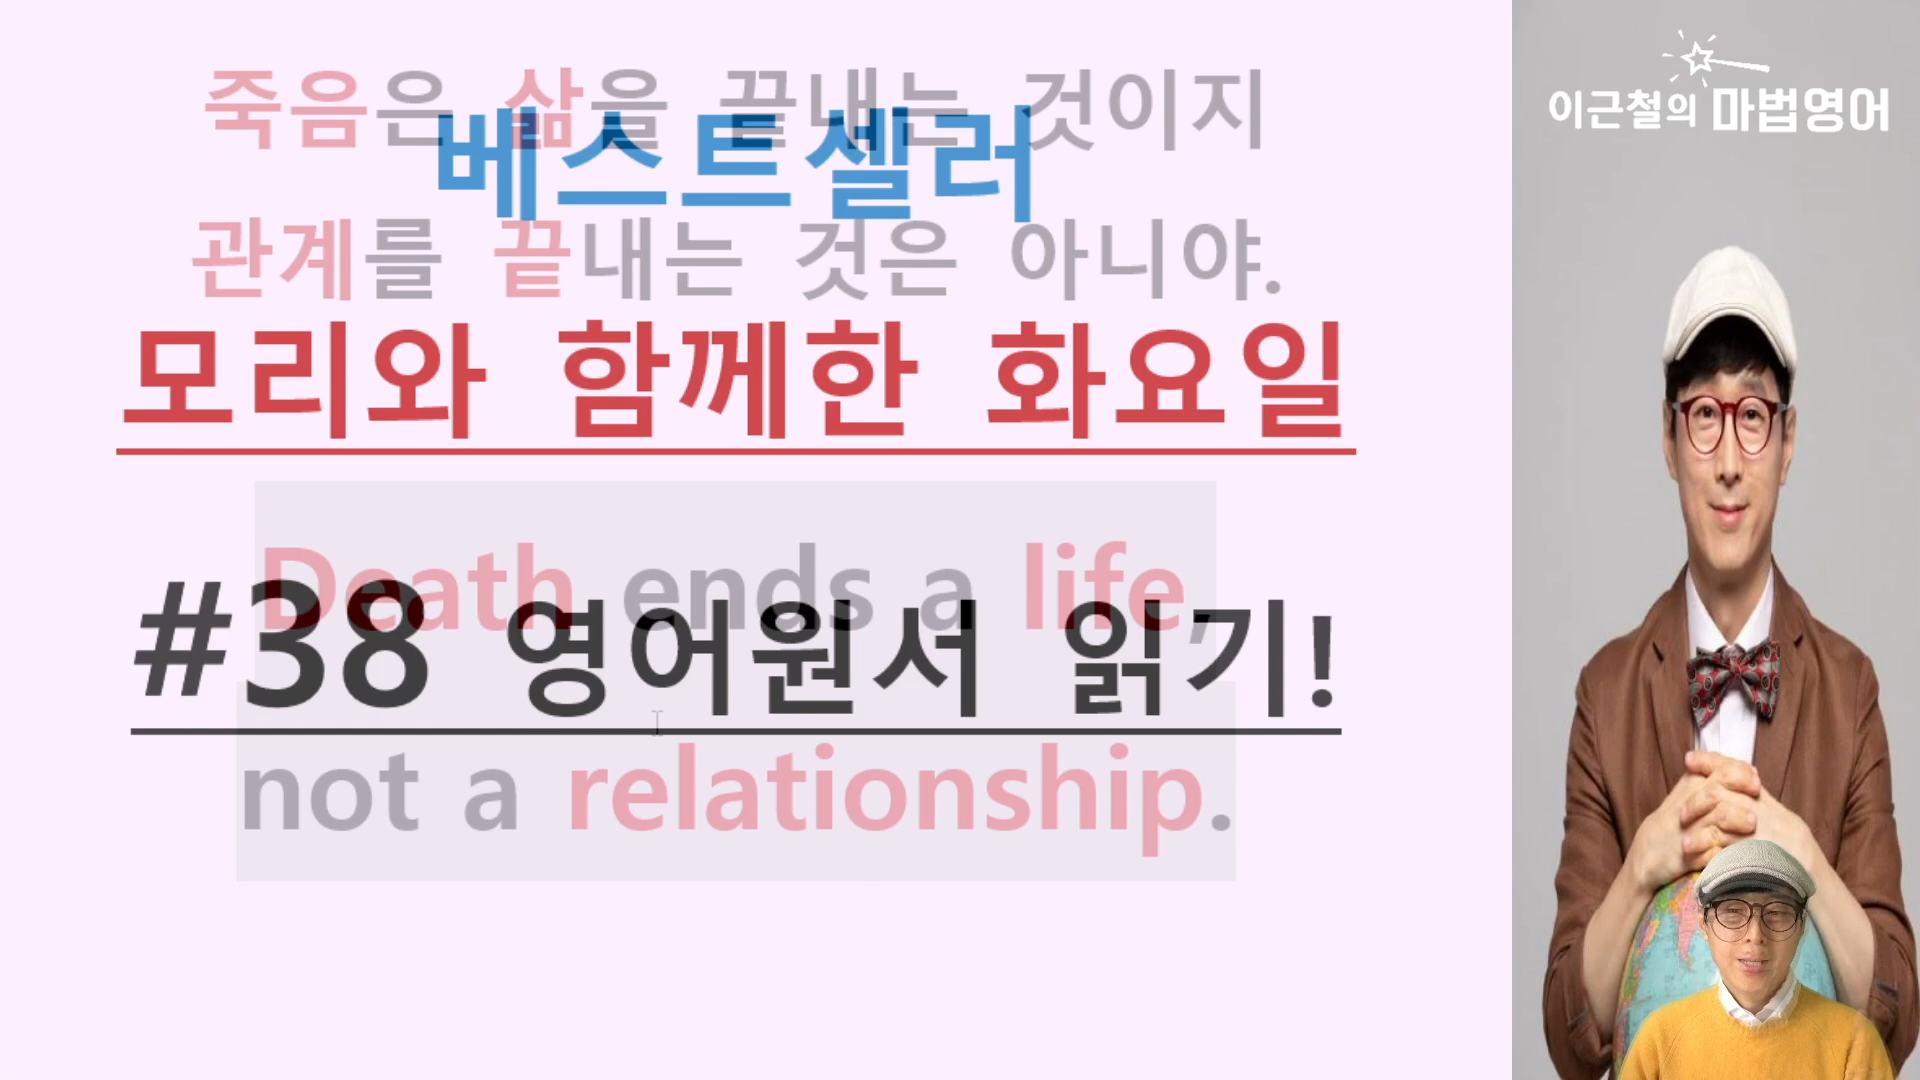 죽음은 삶을 끝내는 것이지
베스트셀러
관계를 끝내는 것은 아니야.
모리와 함께한 화요일
Death ends a life,
#38 영어원서 읽기!
not a relationship.
이근철의 마법영어